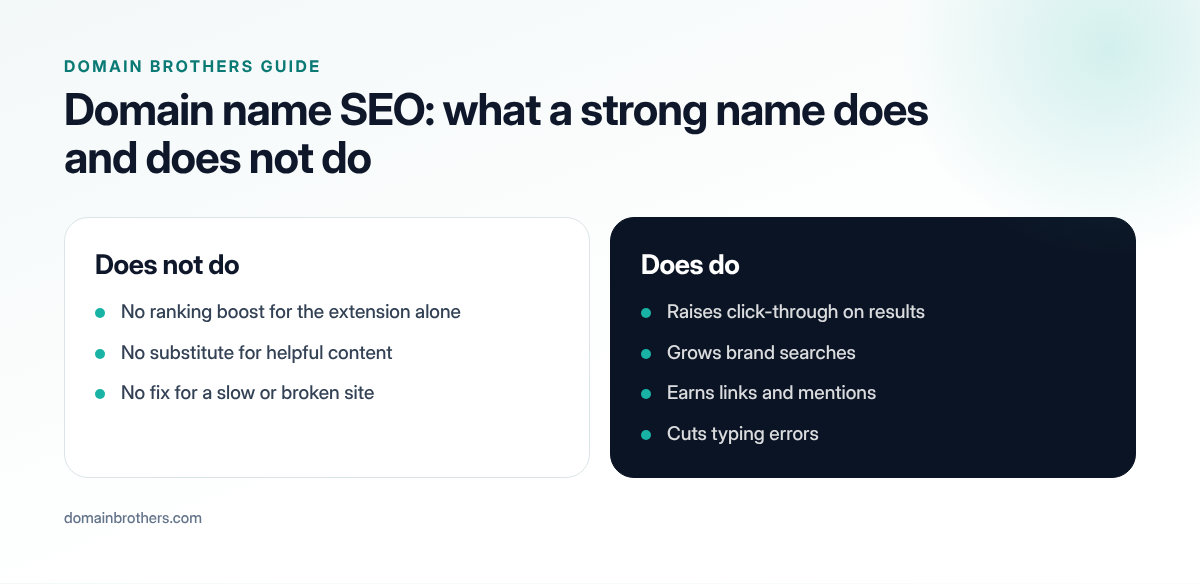 DOMAIN BROTHERS GUIDE
Domain name SEO: what a strong name does
and does not do
Does not do
No ranking boost for the extension alone
No substitute for helpful content
No fix for a slow or broken site
Does do
Raises click-through on results
Grows brand searches
Earns links and mentions
Cuts typing errors
domainbrothers.com